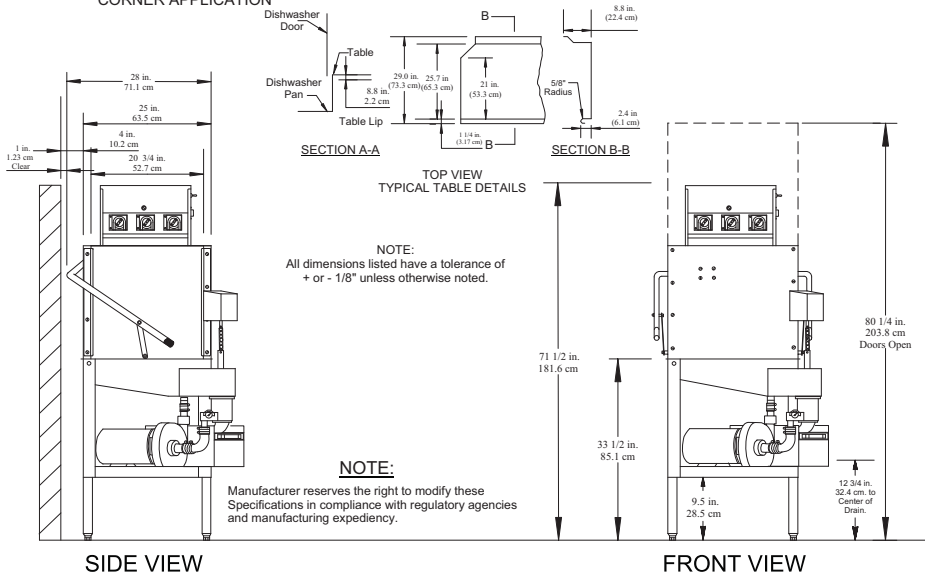 CORNER APPLICATION
Dishwasher
Door
Table
Dishwasher
Pan
8.8 in.
2.2 cm
Table Lip
SECTION A-A
B
29.0 in.
(73.3 cm)
25.7 in
(65.3 cm)
21 in
(53.3 cm)
1 1/4 in.
(3.17 cm)
B
TOP VIEW
TYPICAL TABLE DETAILS
8.8 in.
(22.4 cm)
5/8"
Radius
2.4 in
(6.1 cm)
SECTION B-B
28 in.
71.1 cm
25 in.
63.5 cm
4 in.
10.2 cm
1 in.
1.23 cm
Clear
20 3/4 in.
52.7 cm
NOTE:
All dimensions listed have a tolerance of
+ or - 1/8" unless otherwise noted.
71 1/2 in.
181.6 cm
33 1/2 in.
85.1 cm
80 1/4 in.
203.8 cm
Doors Open
9.5 in.
28.5 cm
12 3/4 in.
32.4 cm. to
Center of
Drain.
NOTE:
Manufacturer reserves the right to modify these
Specifications in compliance with regulatory agencies
and manufacturing expediency.
SIDE VIEW
FRONT VIEW